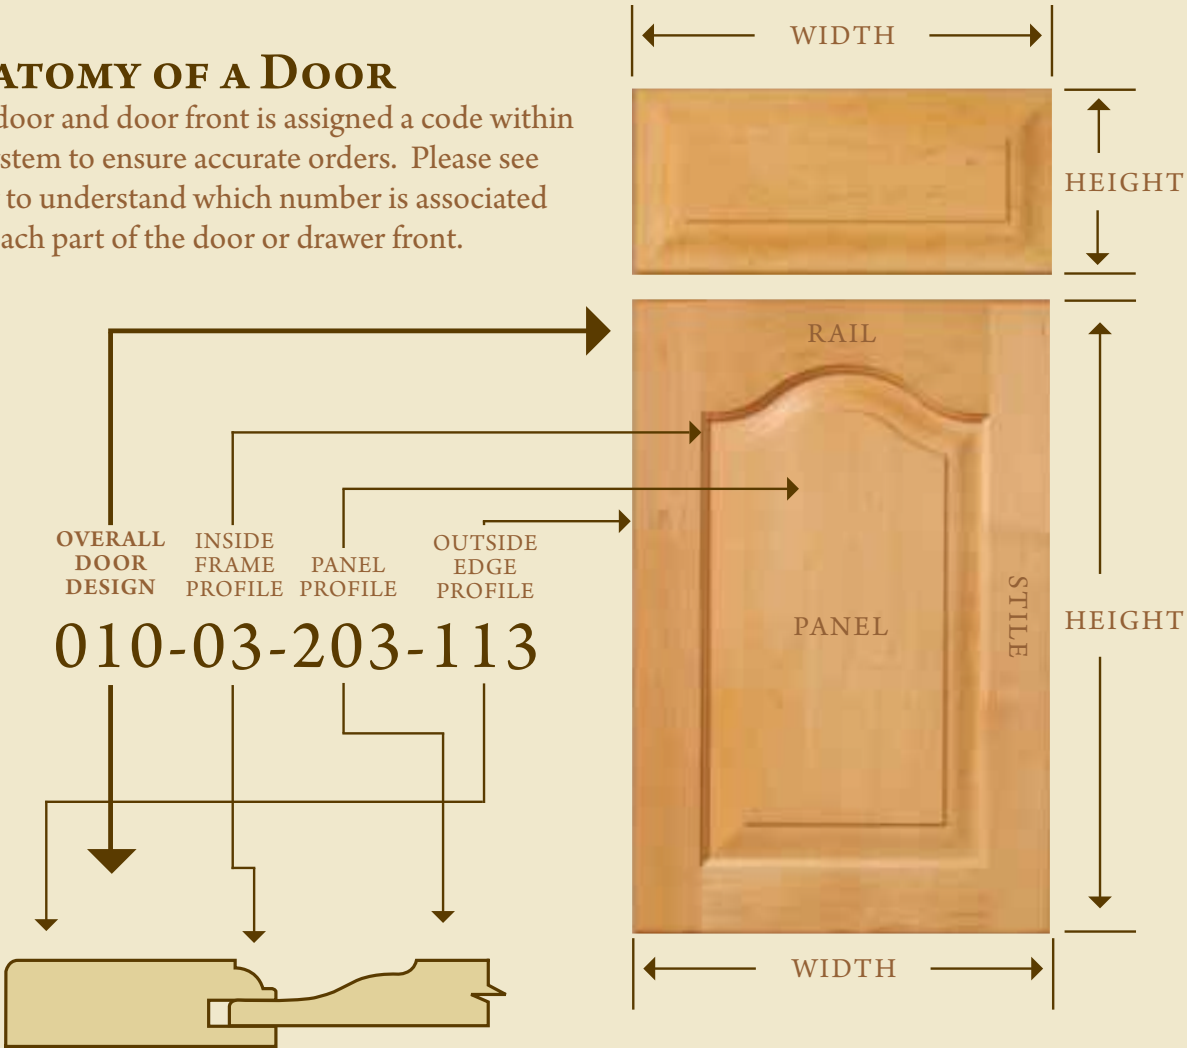 ATOMY OF A DOOR
door and door front is assigned a code within
stem to ensure accurate orders. Please see
to understand which number is associated
ach part of the door or drawer front.
WIDTH
HEIGHT
RAIL
OVERALL
DOOR
DESIGN
INSIDE
FRAME
PROFILE
PANEL
PROFILE
OUTSIDE
EDGE
PROFILE
010-03-203-113
PANEL
STILE
HEIGHT
WIDTH